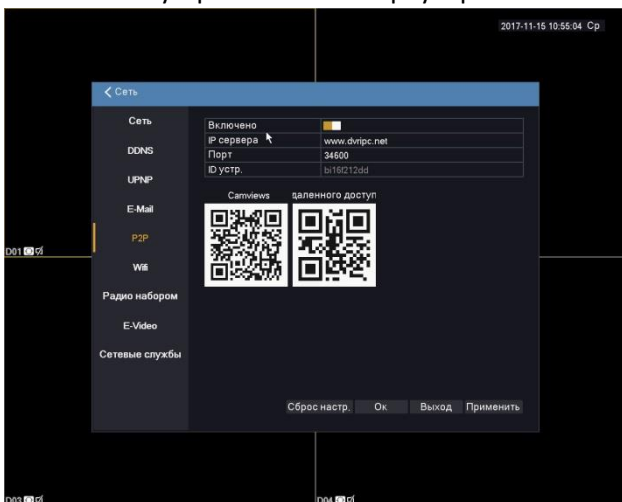 2017-11-15 10:55:04 Ср
Сеть
Сеть
DDNS
UPNP
E-Mail
P2P
Wifi
Радио набором
E-Video
Сетевые службы
Включено
IP сервера www.dvripc.net
Порт 34600
ID устр. bi16f212dd
Camviews даленного доступ
D01
Сброс настр. Ок Выход Применить
D03 D04